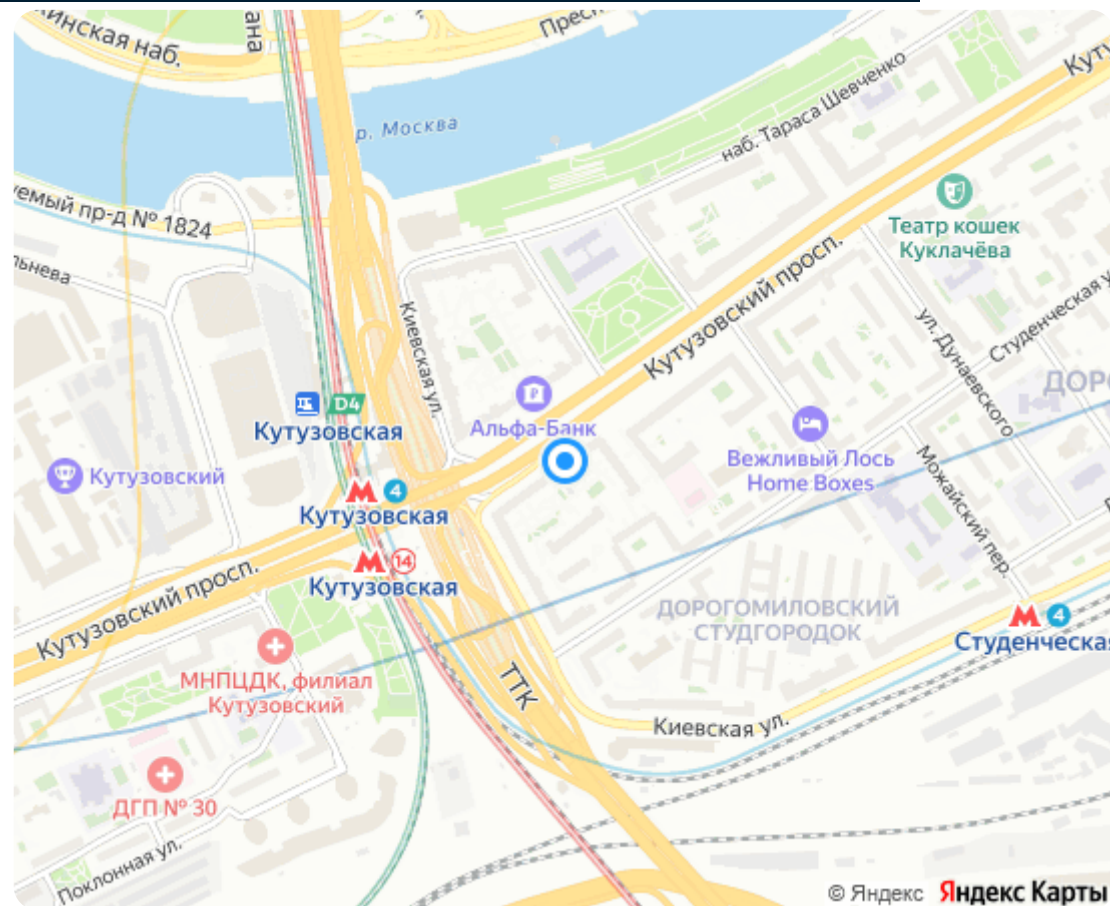 кинская наб.
ана
Пресн
р. Москва
наб. Тараса Шевченко
Куту
уемый пр-д № 1824
льнева
Театр кошек
Куклачёва
Киевская ул.
Кутузовский просп.
ул. Дунаевского
Студенческая у
ДОРО
D4
Кутузовская
Альфа-Банк
Кутузовский
Вежливый Лось
Home Boxes
4
Кутузовская
14
Кутузовская
Можайский пер.
Кутузовский просп.
ДОРОГОМИЛОВСКИЙ
СТУДГОРОДОК
4
Студенческая
МНПЦДК, филиал
Кутузовский
ТТК
Киевская ул.
ДГП № 30
Поклонная ул.
© Яндекс Яндекс Карты